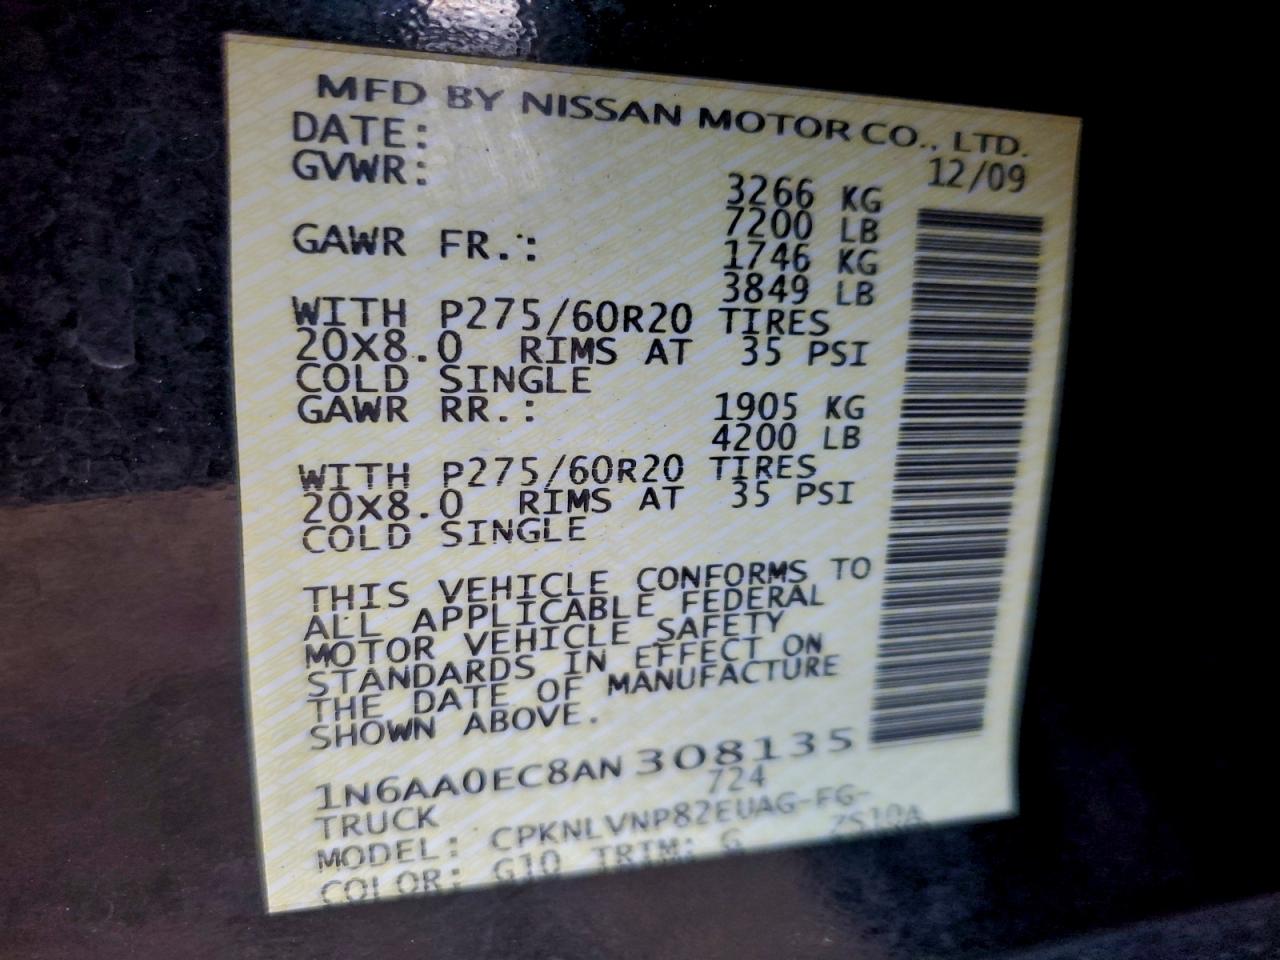 MFD BY NISSAN MOTOR CO., LTD.
DATE: 12/09
GVWR: 3266 KG
7200 LB
GAWR FR.: 1746 KG
3849 LB
WITH P275/60R20 TIRES
20X8.0 RIMS AT 35 PSI
COLD SINGLE
GAWR RR.: 1905 KG
4200 LB
WITH P275/60R20 TIRES
20X8.0 RIMS AT 35 PSI
COLD SINGLE
THIS VEHICLE CONFORMS TO
ALL APPLICABLE FEDERAL
MOTOR VEHICLE SAFETY
STANDARDS IN EFFECT ON
THE DATE OF MANUFACTURE
SHOWN ABOVE.
1N6AA0EC8AN308135
TRUCK 724
MODEL: CPKNLVNP82EUAG-FG-
COLOR: G10 TRIM: G ZS10A